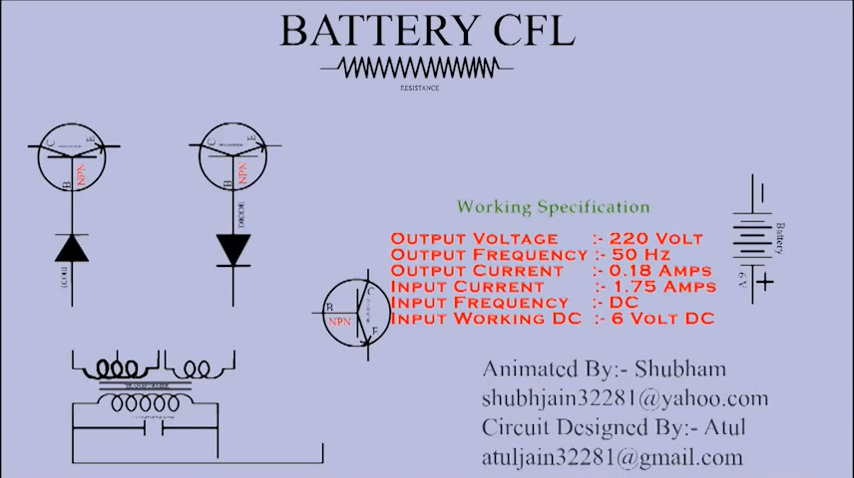 BATTERY CFL
RESISTANCE
C E
NPN
B
DIODE
C E
NPN
B
DIODE
C
B
NPN
E
Working Specification
OUTPUT VOLTAGE :- 220 VOLT
OUTPUT FREQUENCY :- 50 HZ
OUTPUT CURRENT :- 0.18 AMPS
INPUT CURRENT :- 1.75 AMPS
INPUT FREQUENCY :- DC
INPUT WORKING DC :- 6 VOLT DC
Battery
6 V
Animated By:- Shubham
shubhjain32281@yahoo.com
Circuit Designed By:- Atul
atuljain32281@gmail.com